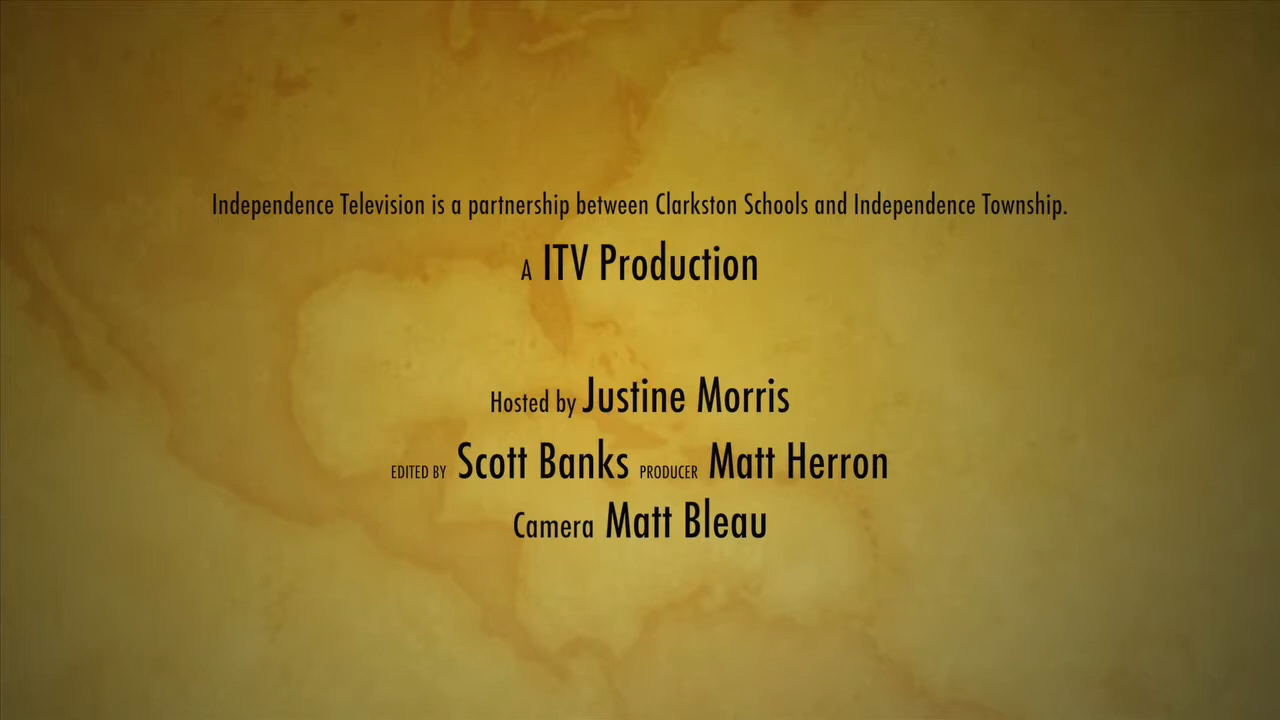 Independence Television is a partnership between Clarkston Schools and Independence Township.
A ITV Production
Hosted by Justine Morris
EDITED BY Scott Banks PRODUCER Matt Herron
Camera Matt Bleau